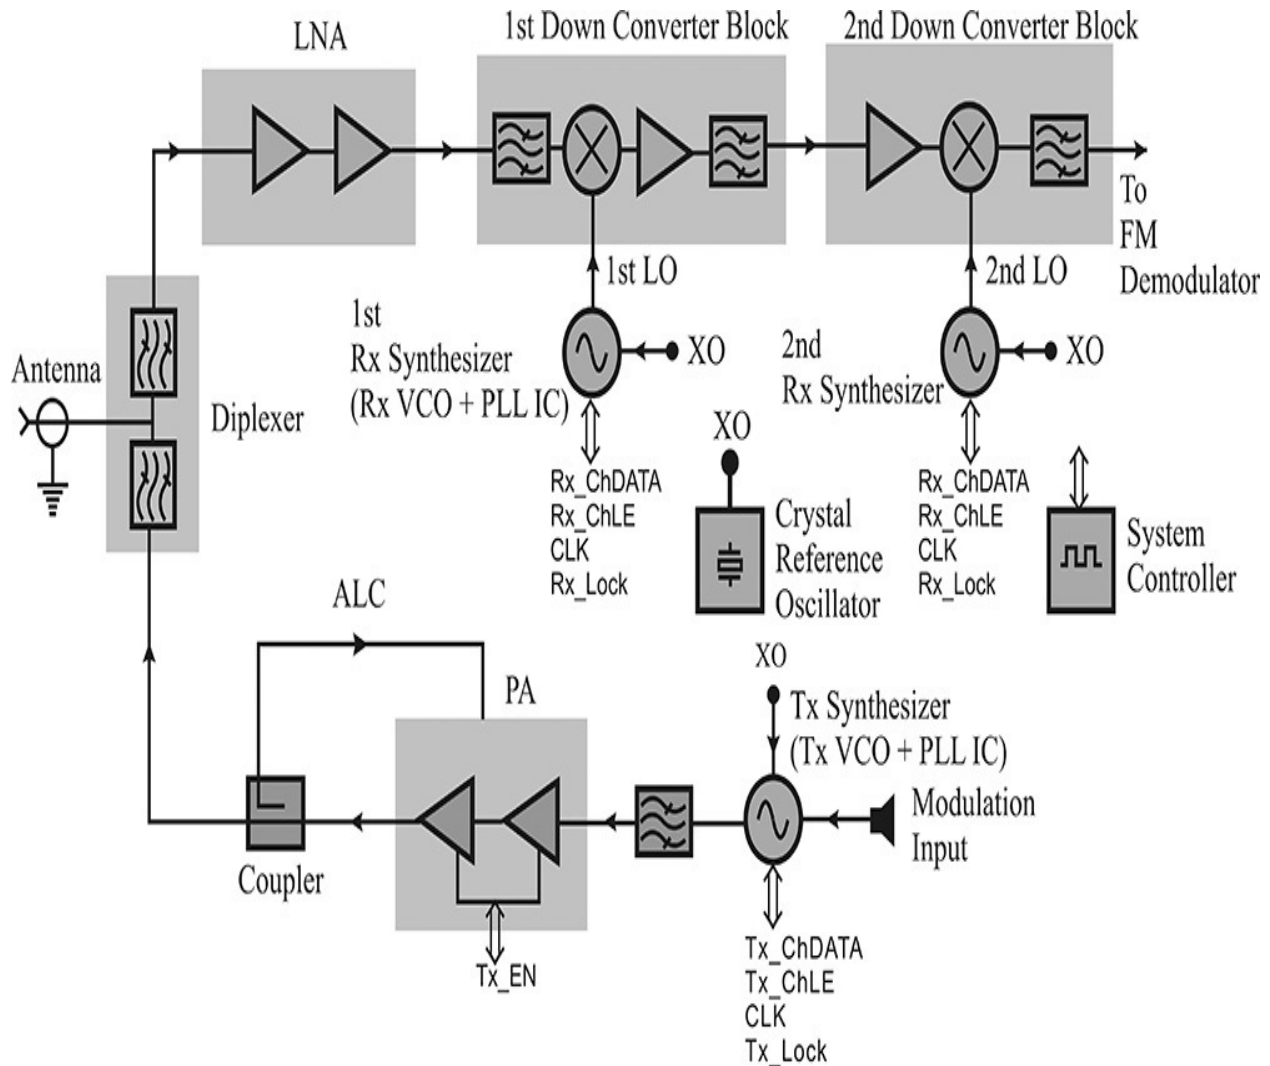 LNA
1st Down Converter Block
2nd Down Converter Block
To
FM
Demodulator
1st LO
2nd LO
1st
Rx Synthesizer
(Rx VCO + PLL IC)
XO
2nd
Rx Synthesizer
XO
Antenna
Diplexer
XO
Rx_ChDATA
Rx_ChLE
CLK
Rx_Lock
Crystal
Reference
Oscillator
Rx_ChDATA
Rx_ChLE
CLK
Rx_Lock
System
Controller
ALC
PA
XO
Tx Synthesizer
(Tx VCO + PLL IC)
Modulation
Input
Coupler
Tx_EN
Tx_ChDATA
Tx_ChLE
CLK
Tx_Lock